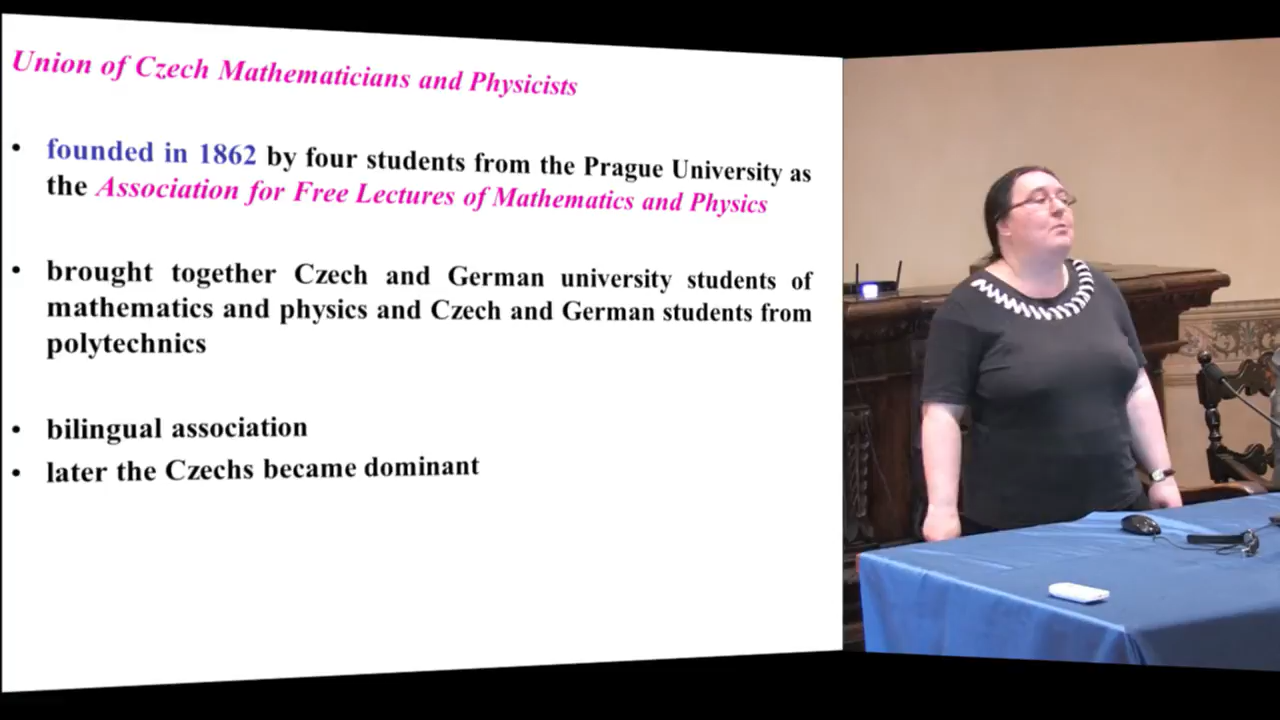 Union of Czech Mathematicians and Physicists
• founded in 1862 by four students from the Prague University as
the Association for Free Lectures of Mathematics and Physics
• brought together Czech and German university students of
mathematics and physics and Czech and German students from
polytechnics
• bilingual association
• later the Czechs became dominant